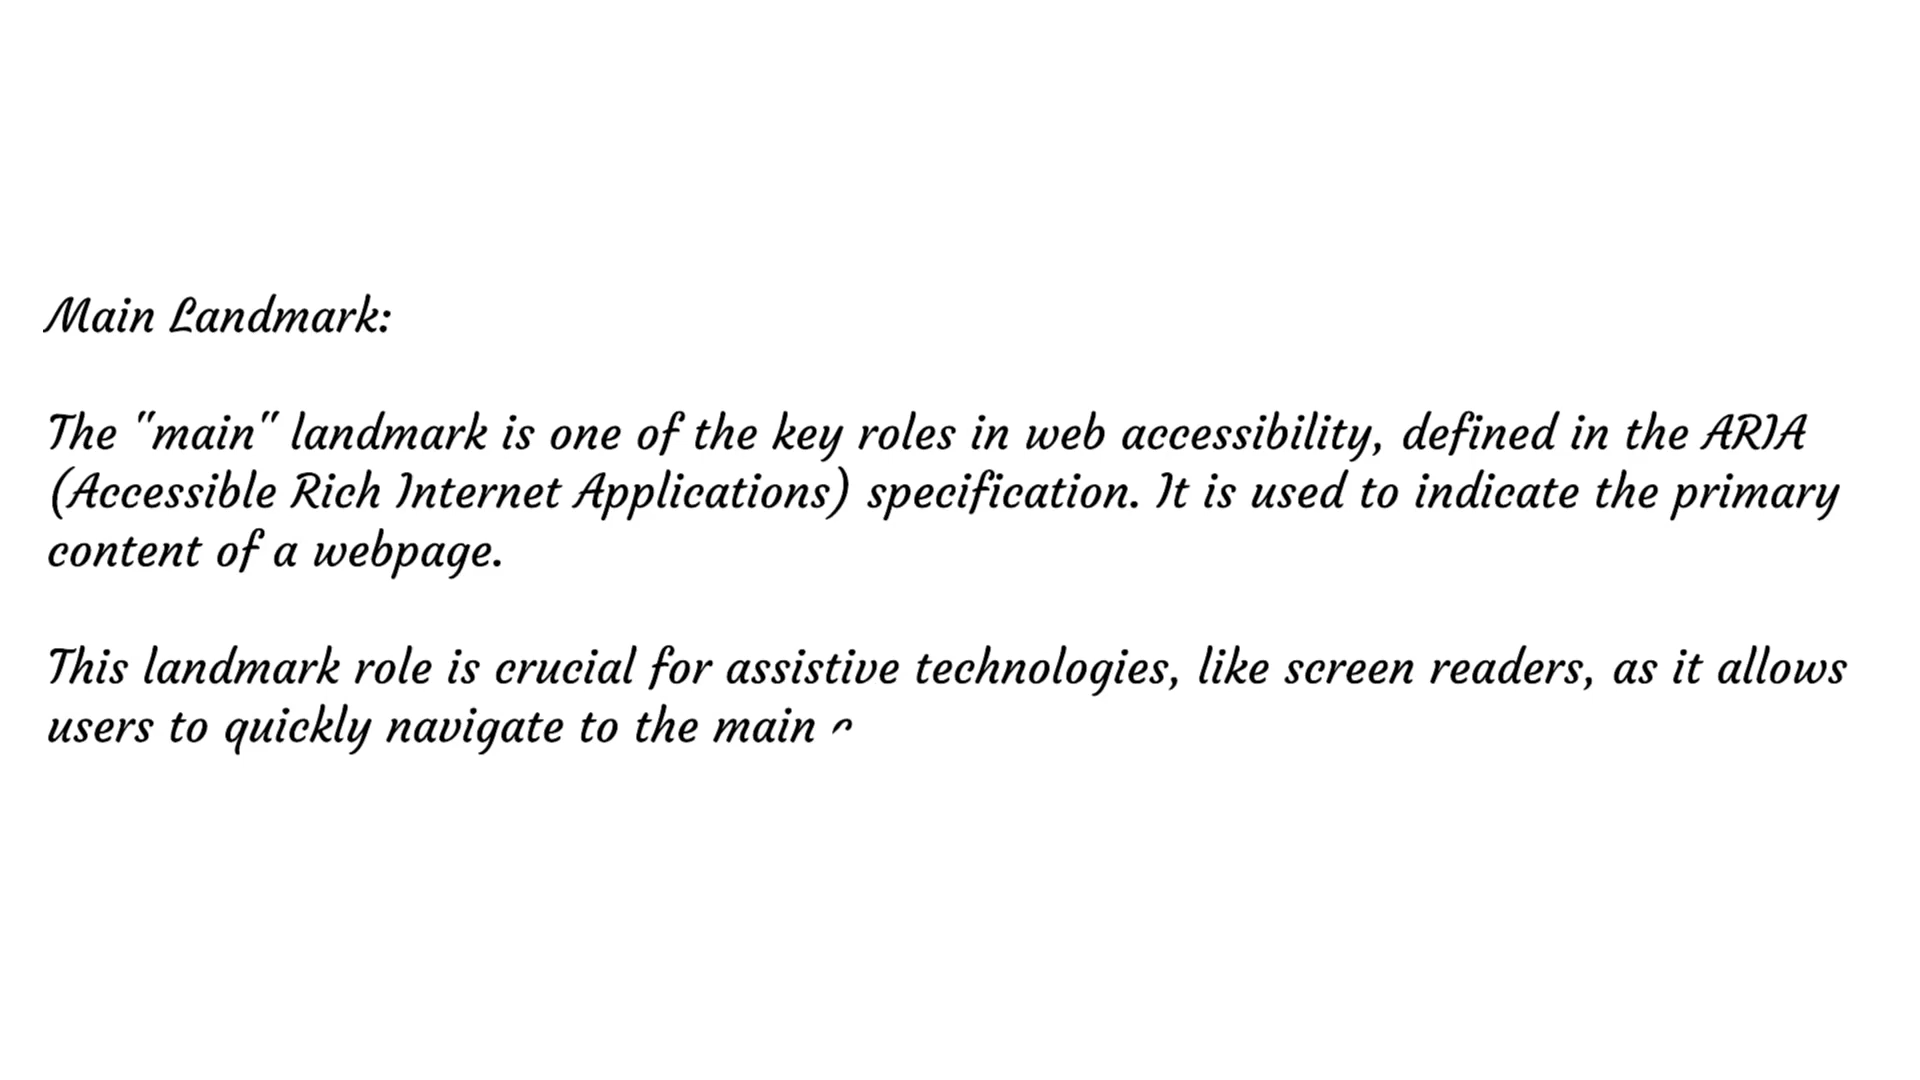 Main Landmark:
The "main" landmark is one of the key roles in web accessibility, defined in the ARIA
(Accessible Rich Internet Applications) specification. It is used to indicate the primary
content of a webpage.
This landmark role is crucial for assistive technologies, like screen readers, as it allows
users to quickly navigate to the main